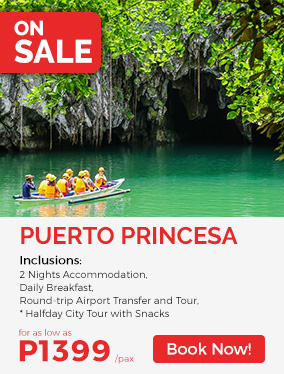 ON
SALE
PUERTO PRINCESA
Inclusions:
2 Nights Accommodation,
Daily Breakfast,
Round-trip Airport Transfer and Tour,
* Halfday City Tour with Snacks
for as low as
P1399 /pax
Book Now!